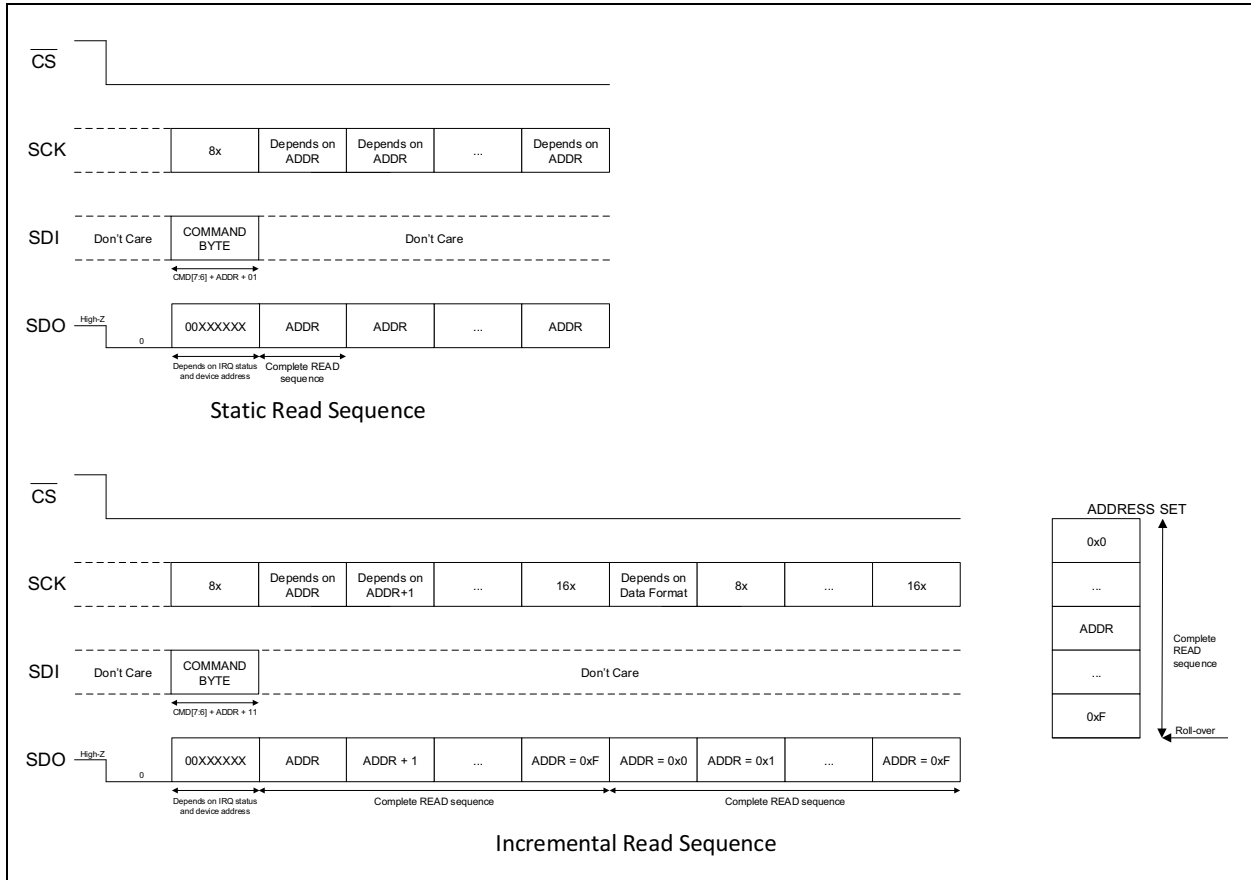 CS
SCK
8x
Depends on
ADDR
Depends on
ADDR
...
Depends on
ADDR
SDI
Don't Care
COMMAND
BYTE
Don't Care
CMD[7:6] + ADDR + 01
SDO
High-Z
0
00XXXXXX
ADDR
ADDR
...
ADDR
Depends on IRQ status
and device address
Complete READ
sequence
Static Read Sequence
CS
SCK
8x
Depends on
ADDR
Depends on
ADDR+1
...
16x
Depends on
Data Format
8x
...
16x
SDI
Don't Care
COMMAND
BYTE
Don't Care
CMD[7:6] + ADDR + 11
SDO
High-Z
0
00XXXXXX
ADDR
ADDR + 1
...
ADDR = 0xF
ADDR = 0x0
ADDR = 0x1
...
ADDR = 0xF
Depends on IRQ status
and device address
Complete READ sequence
Complete READ sequence
Incremental Read Sequence
ADDRESS SET
0x0
...
ADDR
...
0xF
Complete
READ
sequence
Roll-over